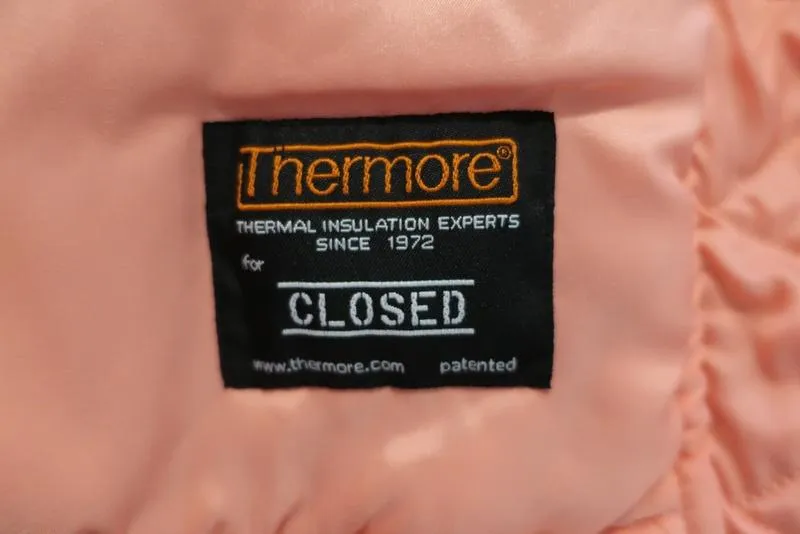 Thermore®
THERMAL INSULATION EXPERTS
SINCE 1972
for
CLOSED
www.thermore.com patented